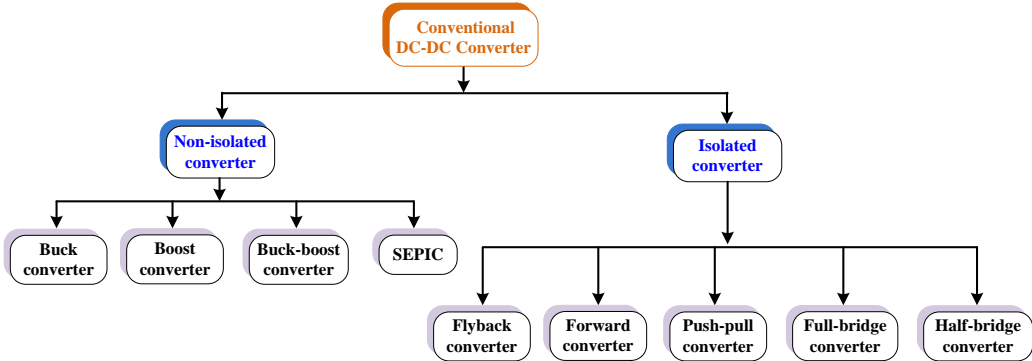 Conventional
DC-DC Converter
Non-isolated
converter
Isolated
converter
Buck
converter
Boost
converter
Buck-boost
converter
SEPIC
Flyback
converter
Forward
converter
Push-pull
converter
Full-bridge
converter
Half-bridge
converter